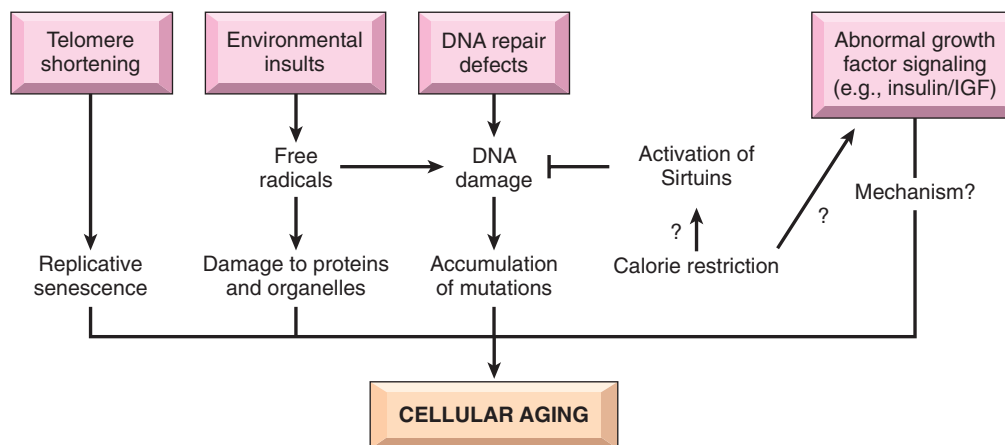 Telomere
shortening
Environmental
insults
DNA repair
defects
Abnormal growth
factor signaling
(e.g., insulin/IGF)
Free
radicals
DNA
damage
Activation of
Sirtuins
Mechanism?
?
?
Replicative
senescence
Damage to proteins
and organelles
Accumulation
of mutations
Calorie restriction
CELLULAR AGING